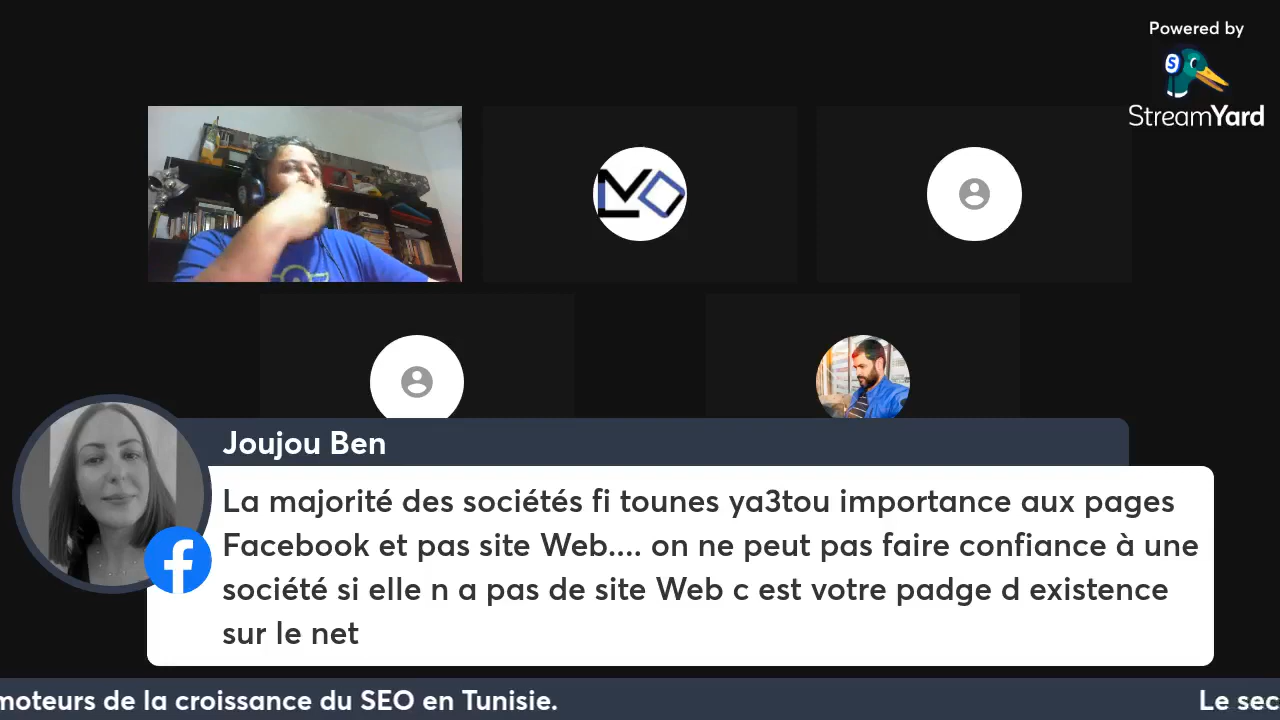 Powered by
S
StreamYard
Joujou Ben
La majorité des sociétés fi tounes ya3tou importance aux pages
Facebook et pas site Web.... on ne peut pas faire confiance à une
société si elle n a pas de site Web c est votre padge d existence
sur le net
moteurs de la croissance du SEO en Tunisie.
Le sec